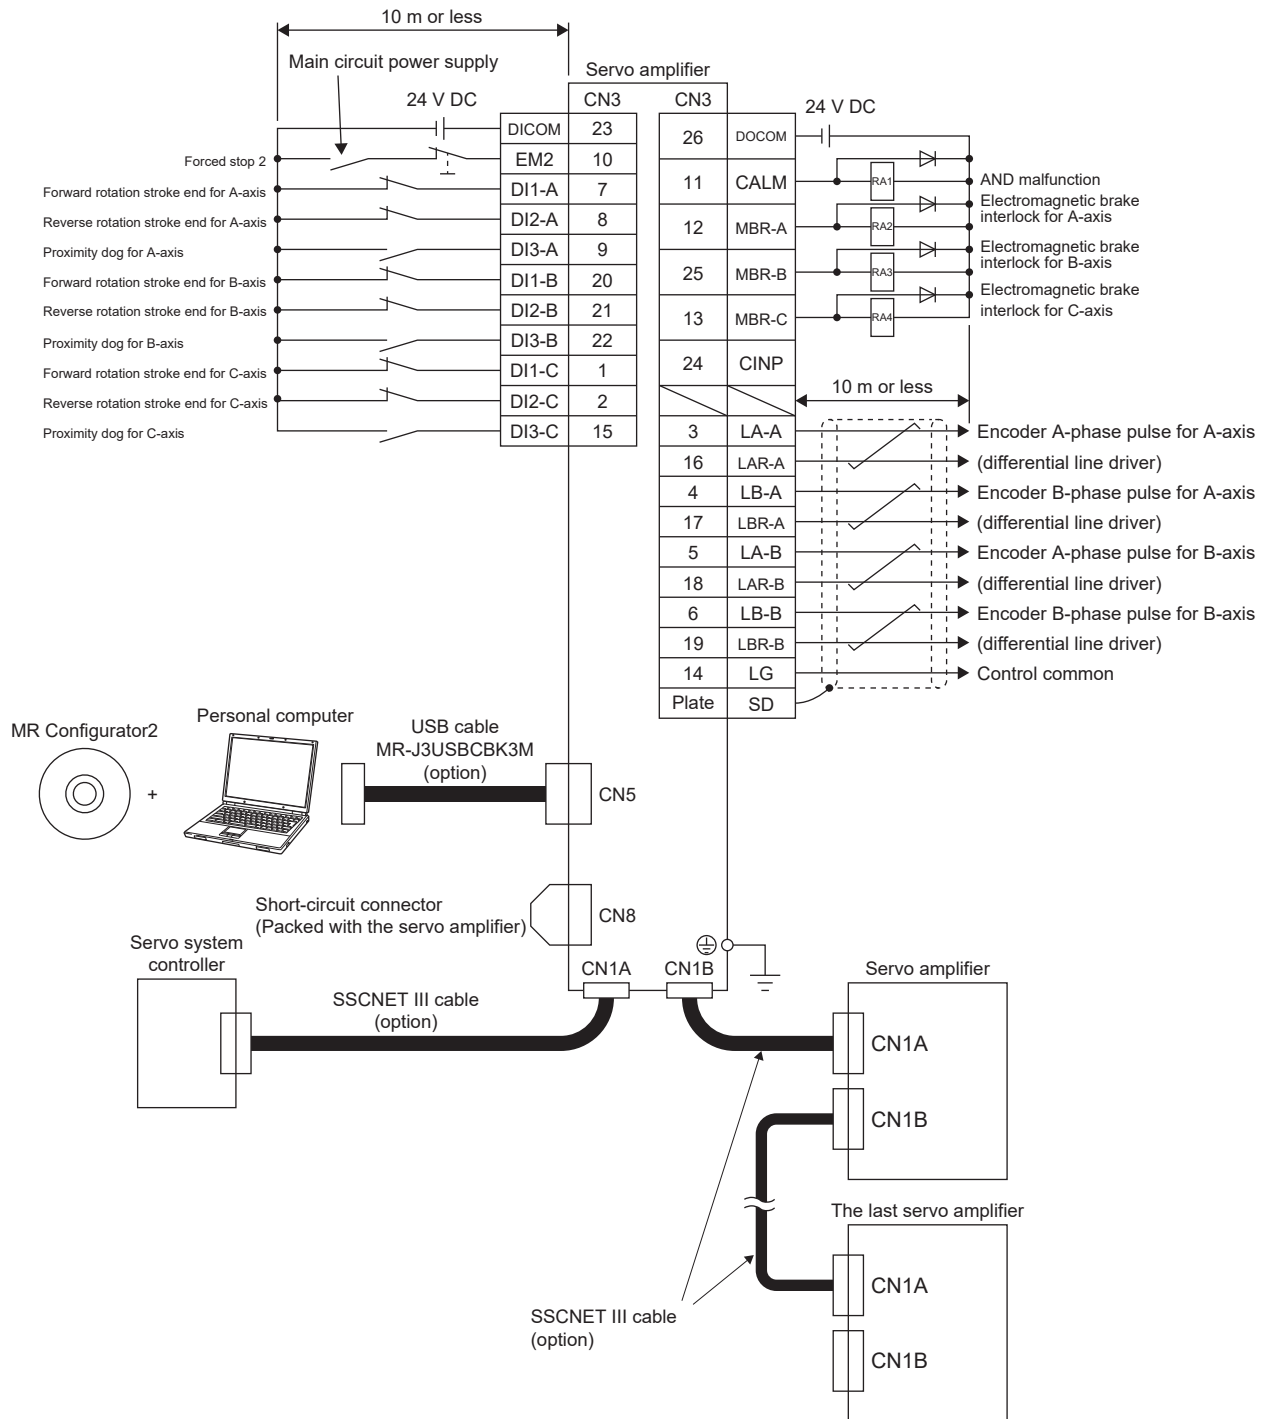 10 m or less
Main circuit power supply
Servo amplifier
24 V DC
CN3
CN3
24 V DC
DICOM 23
Forced stop 2 EM2 10
Forward rotation stroke end for A-axis DI1-A 7
Reverse rotation stroke end for A-axis DI2-A 8
Proximity dog for A-axis DI3-A 9
Forward rotation stroke end for B-axis DI1-B 20
Reverse rotation stroke end for B-axis DI2-B 21
Proximity dog for B-axis DI3-B 22
Forward rotation stroke end for C-axis DI1-C 1
Reverse rotation stroke end for C-axis DI2-C 2
Proximity dog for C-axis DI3-C 15
26 DOCOM
11 CALM RA1 AND malfunction
12 MBR-A RA2 Electromagnetic brake
interlock for A-axis
25 MBR-B RA3 Electromagnetic brake
interlock for B-axis
13 MBR-C RA4 Electromagnetic brake
interlock for C-axis
24 CINP
10 m or less
3 LA-A Encoder A-phase pulse for A-axis
16 LAR-A (differential line driver)
4 LB-A Encoder B-phase pulse for A-axis
17 LBR-A (differential line driver)
5 LA-B Encoder A-phase pulse for B-axis
18 LAR-B (differential line driver)
6 LB-B Encoder B-phase pulse for B-axis
19 LBR-B (differential line driver)
14 LG Control common
Plate SD
MR Configurator2
+
Personal computer
USB cable
MR-J3USBCBK3M
(option)
CN5
Short-circuit connector
(Packed with the servo amplifier)
CN8
Servo system
controller
CN1A
CN1B
SSCNET III cable
(option)
Servo amplifier
CN1A
CN1B
The last servo amplifier
CN1A
CN1B
SSCNET III cable
(option)